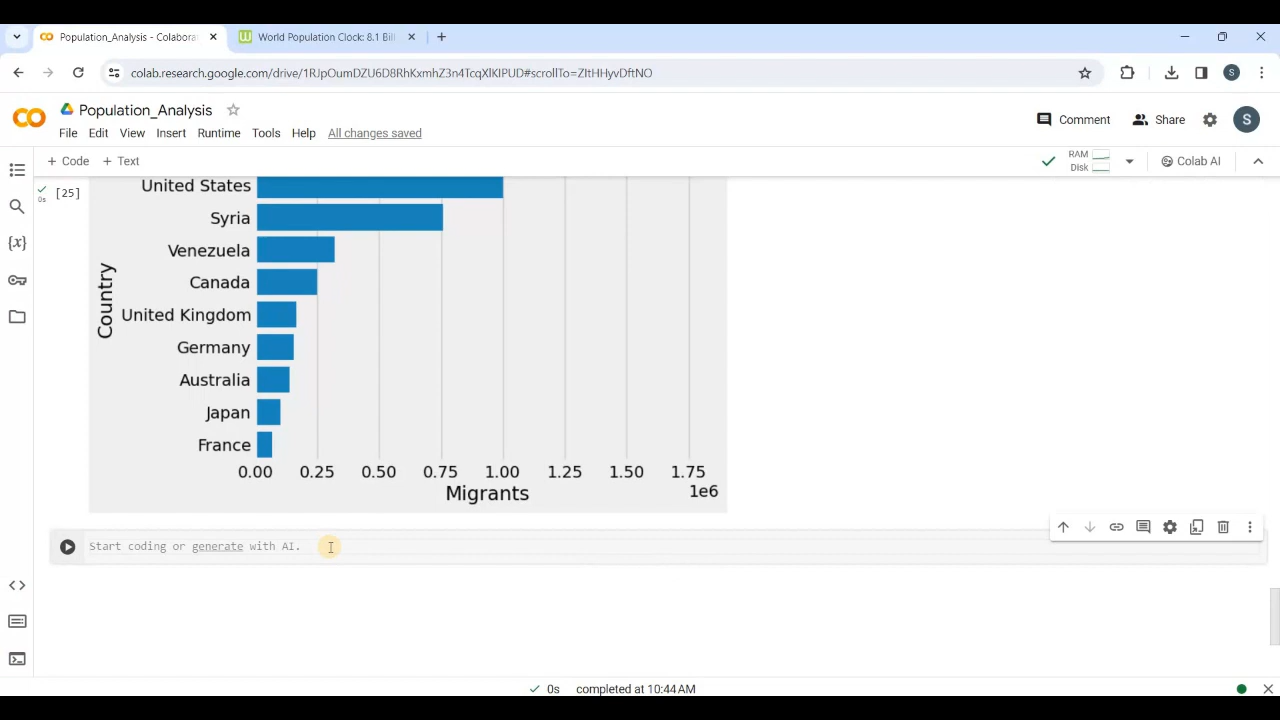 Population_Analysis - Colabora
World Population Clock: 8.1 Bill
colab.research.google.com/drive/1RJpOumDZU6D8RhKxmhZ3n4TcqXlKlPUD#scrollTo=ZltHHyvDftNO
S
Population_Analysis
File Edit View Insert Runtime Tools Help All changes saved
Comment Share S
+ Code + Text
RAM
Disk
Colab AI
{x}
0s
[25]
United States
Syria
Venezuela
Canada
United Kingdom
Germany
Australia
Japan
France
Country
0.00 0.25 0.50 0.75 1.00 1.25 1.50 1.75
1e6
Migrants
Start coding or generate with AI.
0s completed at 10:44 AM